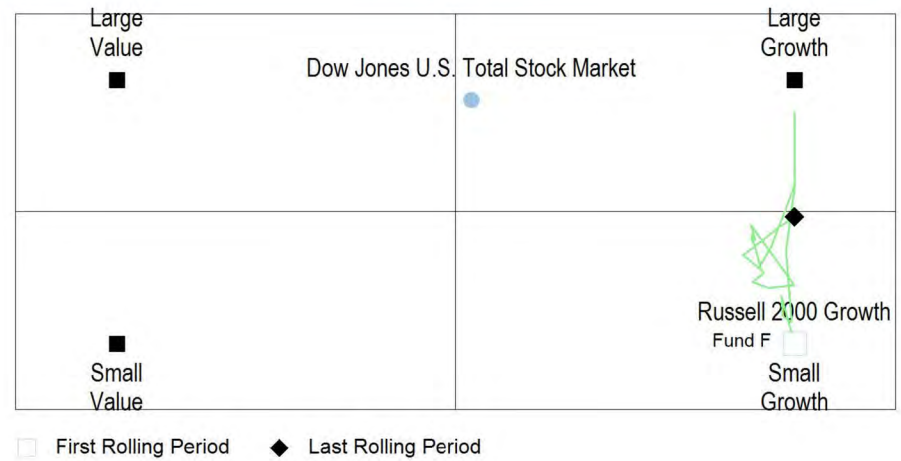 Large
Value
Large
Growth
Dow Jones U.S. Total Stock Market
Russell 2000 Growth
Fund F
Small
Value
Small
Growth
First Rolling Period
Last Rolling Period